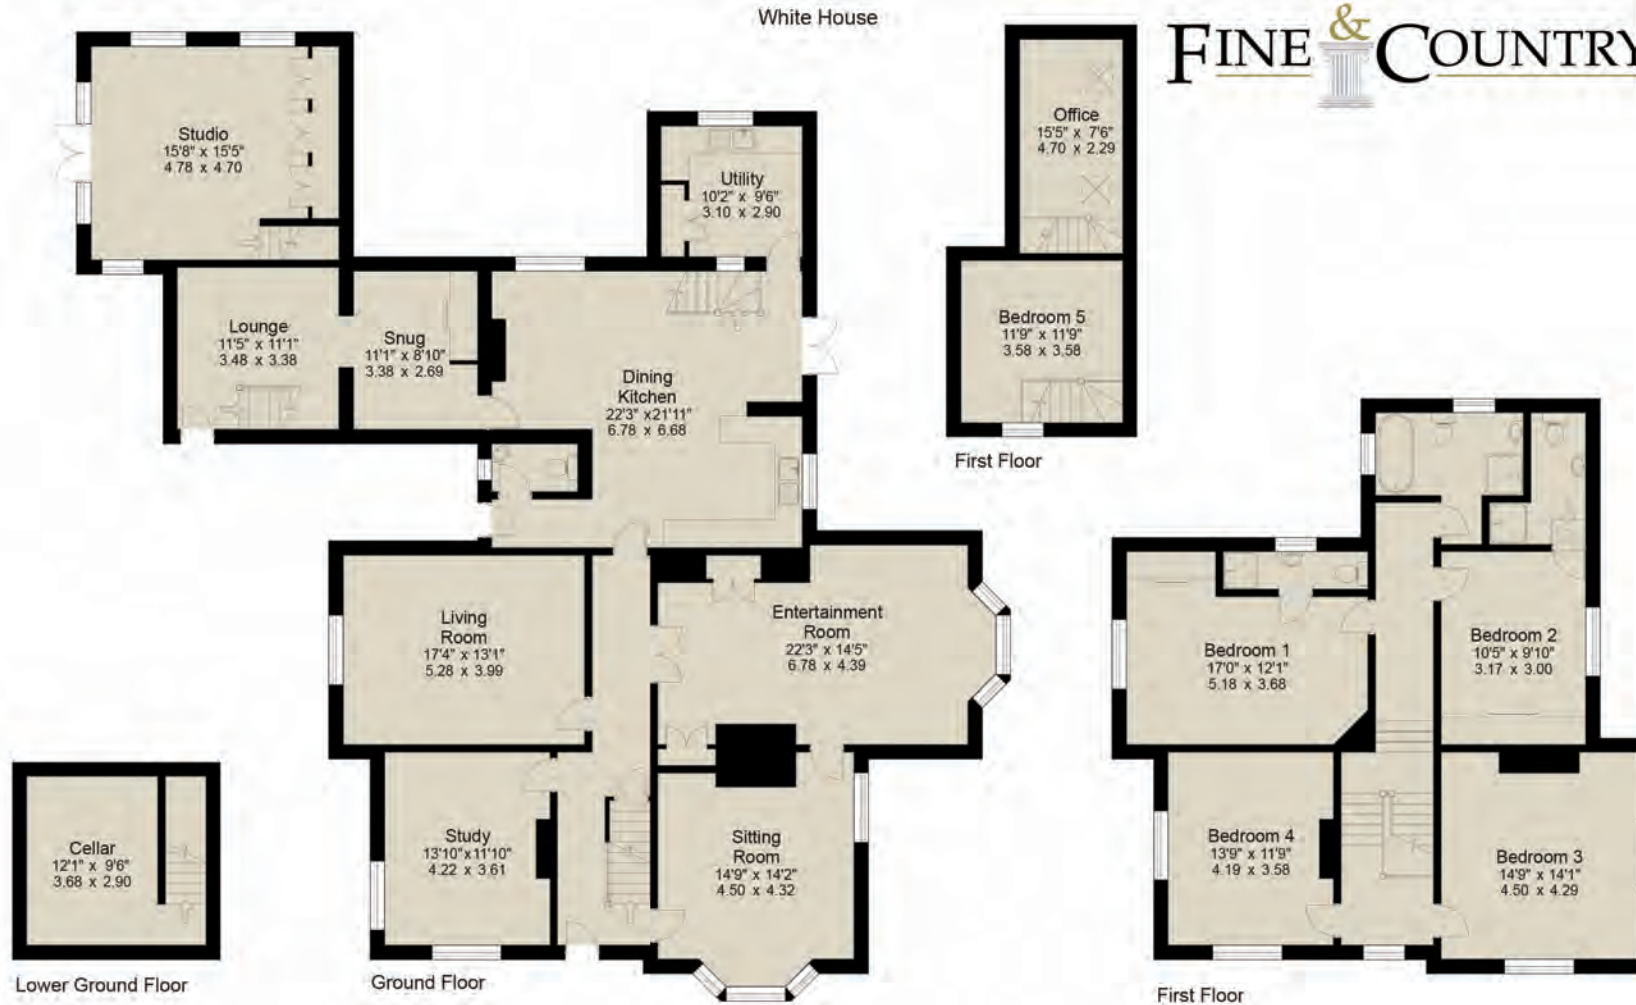 White House
FINE & COUNTRY
Studio
15'8" x 15'5"
4.78 x 4.70
Utility
10'2" x 9'6"
3.10 x 2.90
Office
15'5" x 7'6"
4.70 x 2.29
Lounge
11'5" x 11'1"
3.48 x 3.38
Snug
11'1" x 8'10"
3.38 x 2.69
Dining
Kitchen
22'3" x21'11"
6.78 x 6.68
Bedroom 5
11'9" x 11'9"
3.58 x 3.58
First Floor
Living
Room
17'4" x 13'1"
5.28 x 3.99
Entertainment
Room
22'3" x 14'5"
6.78 x 4.39
Bedroom 1
17'0" x 12'1"
5.18 x 3.68
Bedroom 2
10'5" x 9'10"
3.17 x 3.00
Cellar
12'1" x 9'6"
3.68 x 2.90
Study
13'10"x11'10"
4.22 x 3.61
Sitting
Room
14'9" x 14'2"
4.50 x 4.32
Bedroom 4
13'9" x 11'9"
4.19 x 3.58
Bedroom 3
14'9" x 14'1"
4.50 x 4.29
Lower Ground Floor
Ground Floor
First Floor